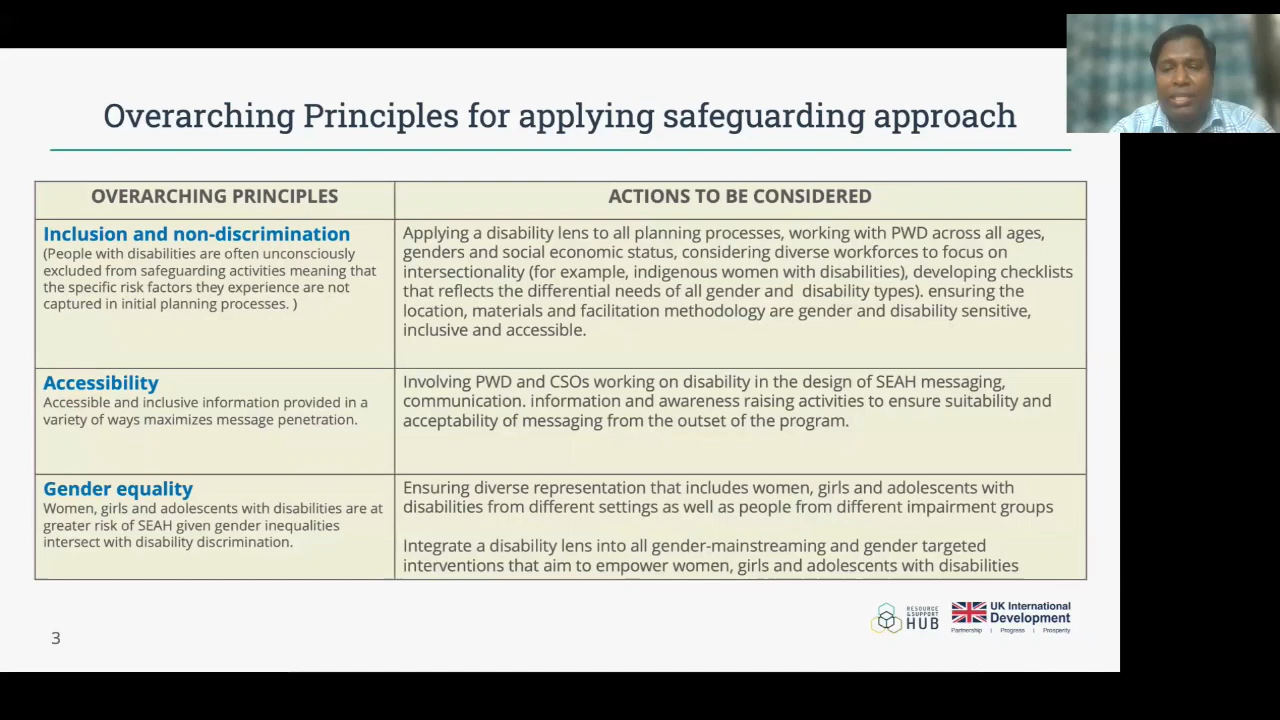 Overarching Principles for applying safeguarding approach
OVERARCHING PRINCIPLES
ACTIONS TO BE CONSIDERED
Inclusion and non-discrimination
(People with disabilities are often unconsciously
excluded from safeguarding activities meaning that
the specific risk factors they experience are not
captured in initial planning processes. )
Applying a disability lens to all planning processes, working with PWD across all ages,
genders and social economic status, considering diverse workforces to focus on
intersectionality (for example, indigenous women with disabilities), developing checklists
that reflects the differential needs of all gender and  disability types). ensuring the
location, materials and facilitation methodology are gender and disability sensitive,
inclusive and accessible.
Accessibility
Accessible and inclusive information provided in a
variety of ways maximizes message penetration.
Involving PWD and CSOs working on disability in the design of SEAH messaging,
communication. information and awareness raising activities to ensure suitability and
acceptability of messaging from the outset of the program.
Gender equality
Women, girls and adolescents with disabilities are at
greater risk of SEAH given gender inequalities
intersect with disability discrimination.
Ensuring diverse representation that includes women, girls and adolescents with
disabilities from different settings as well as people from different impairment groups
Integrate a disability lens into all gender-mainstreaming and gender targeted
interventions that aim to empower women, girls and adolescents with disabilities
RESOURCE
& SUPPORT
HUB
UK International
Development
Partnership | Progress | Prosperity
3